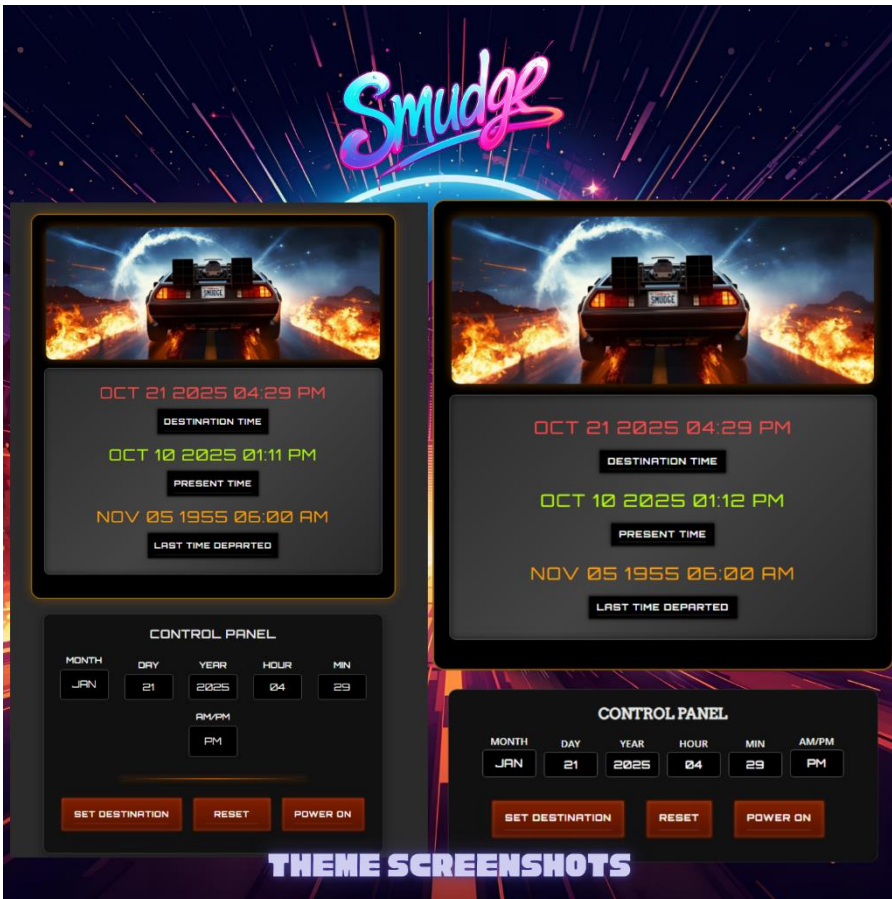 Smudge
SMUDGE
OCT 21 2025 04:29 PM
DESTINATION TIME
OCT 10 2025 01:11 PM
PRESENT TIME
NOV 05 1955 06:00 AM
LAST TIME DEPARTED
CONTROL PANEL
MONTH DAY YEAR HOUR MIN
JAN 21 2025 04 29
AM/PM
PM
SET DESTINATION RESET POWER ON
SMUDGE
OCT 21 2025 04:29 PM
DESTINATION TIME
OCT 10 2025 01:12 PM
PRESENT TIME
NOV 05 1955 06:00 AM
LAST TIME DEPARTED
CONTROL PANEL
MONTH DAY YEAR HOUR MIN AM/PM
JAN 21 2025 04 29 PM
SET DESTINATION RESET POWER ON
THEME SCREENSHOTS